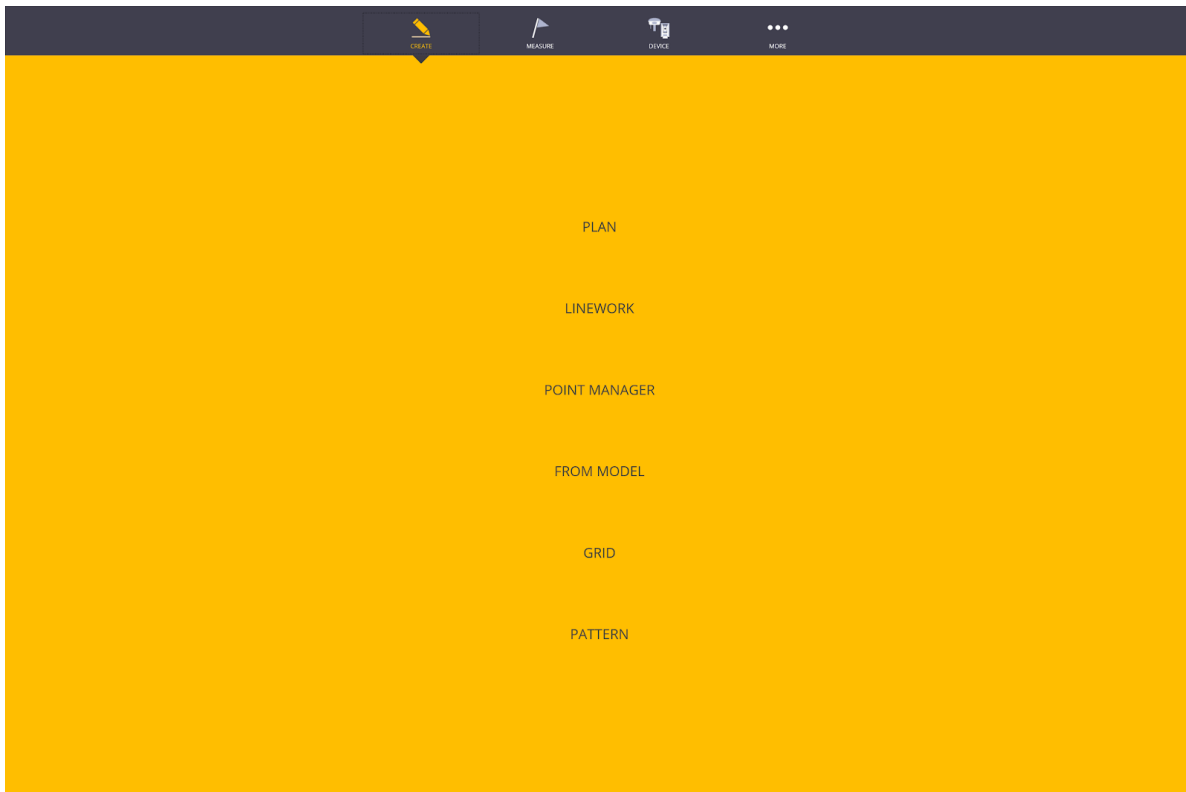 CREATE
MEASURE
DEVICE
MORE
PLAN
LINEWORK
POINT MANAGER
FROM MODEL
GRID
PATTERN